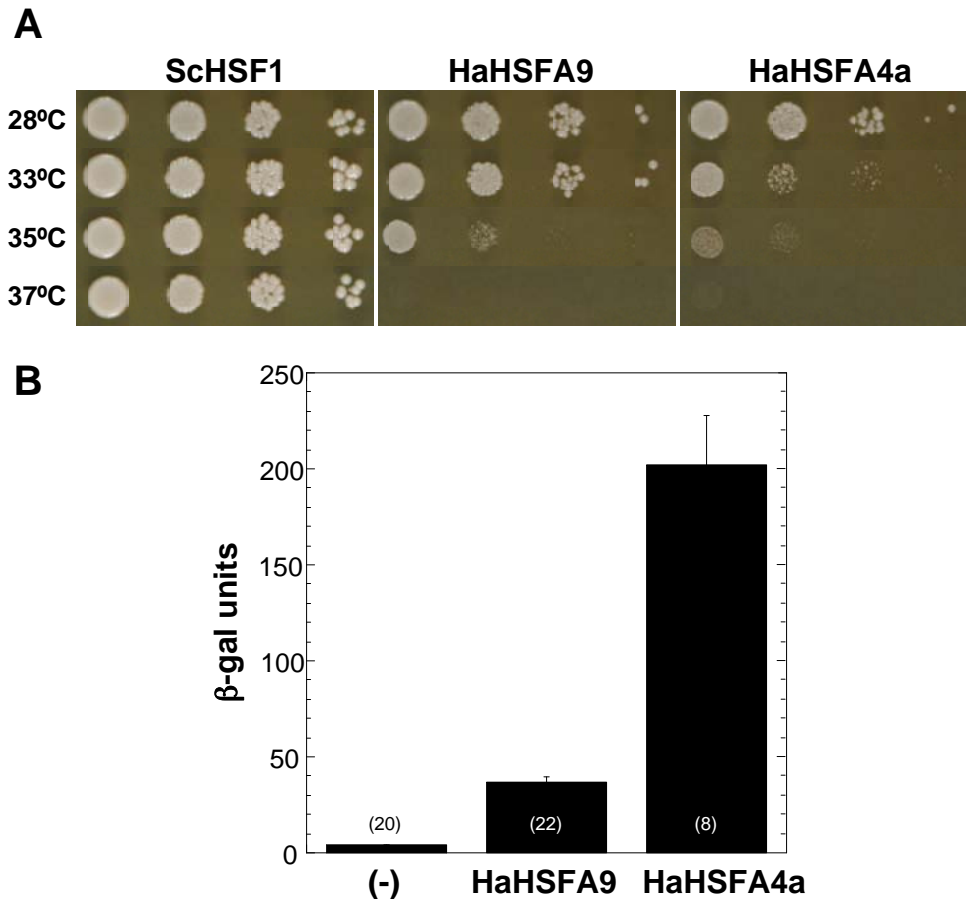 A
ScHSF1 HaHSFA9 HaHSFA4a
28ºC
33ºC
35ºC
37ºC
B
250
200
150
100
50
0
β-gal units
(20) (22) (8)
(-) HaHSFA9 HaHSFA4a